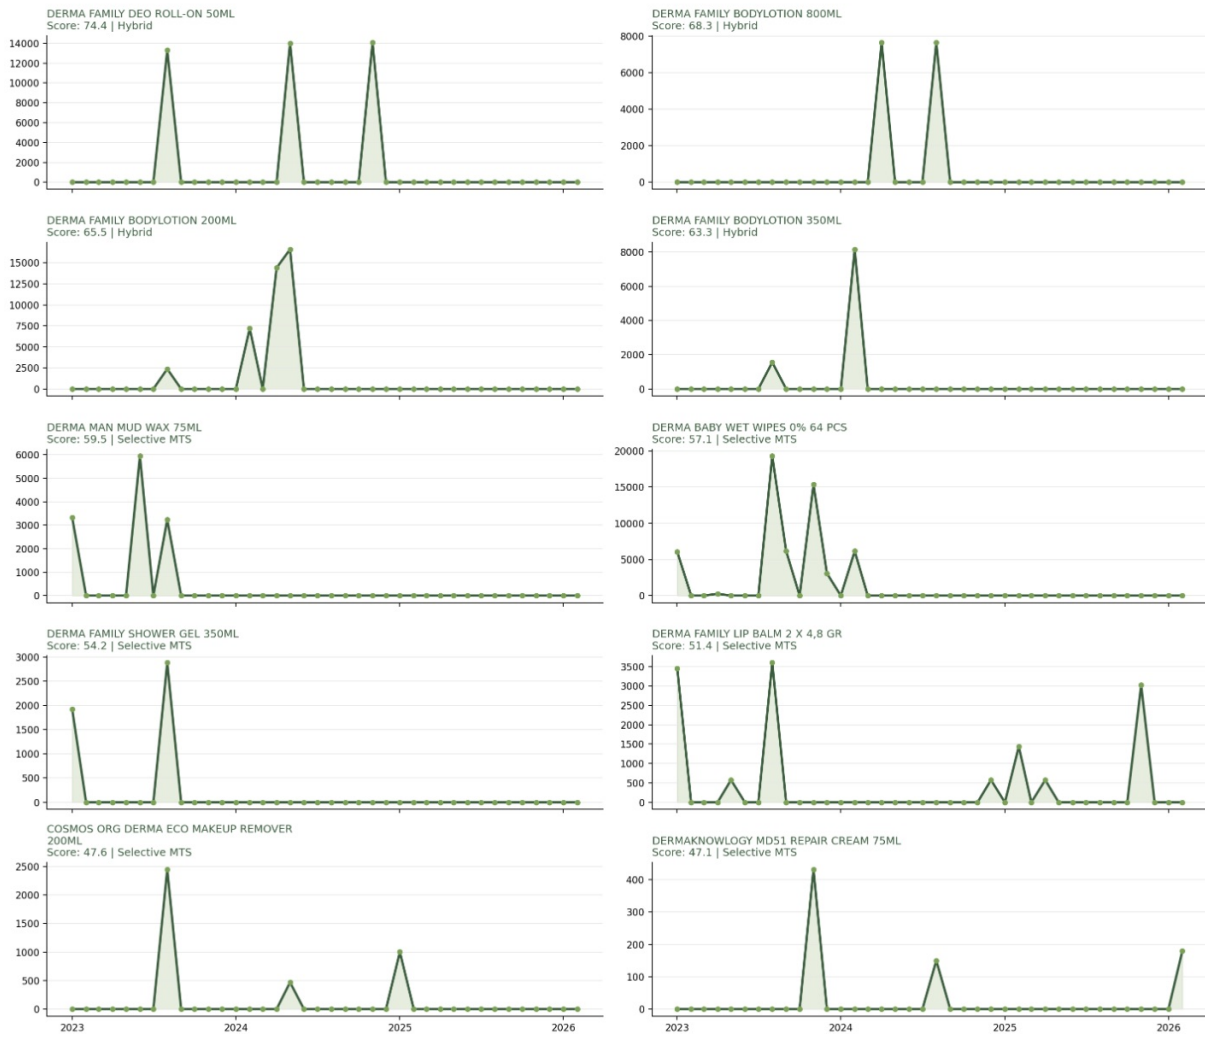 DERMA FAMILY DEO ROLL-ON 50ML
Score: 74.4 | Hybrid
14000
12000
10000
8000
6000
4000
2000
0
DERMA FAMILY BODYLOTION 800ML
Score: 68.3 | Hybrid
8000
6000
4000
2000
0
DERMA FAMILY BODYLOTION 200ML
Score: 65.5 | Hybrid
15000
12500
10000
7500
5000
2500
0
DERMA FAMILY BODYLOTION 350ML
Score: 63.3 | Hybrid
8000
6000
4000
2000
0
DERMA MAN MUD WAX 75ML
Score: 59.5 | Selective MTS
6000
5000
4000
3000
2000
1000
0
DERMA BABY WET WIPES 0% 64 PCS
Score: 57.1 | Selective MTS
20000
15000
10000
5000
0
DERMA FAMILY SHOWER GEL 350ML
Score: 54.2 | Selective MTS
3000
2500
2000
1500
1000
500
0
DERMA FAMILY LIP BALM 2 X 4,8 GR
Score: 51.4 | Selective MTS
3500
3000
2500
2000
1500
1000
500
0
COSMOS ORG DERMA ECO MAKEUP REMOVER
200ML
Score: 47.6 | Selective MTS
2500
2000
1500
1000
500
0
2023 2024 2025 2026
DERMAKNOWLOGY MD51 REPAIR CREAM 75ML
Score: 47.1 | Selective MTS
400
300
200
100
0
2023 2024 2025 2026